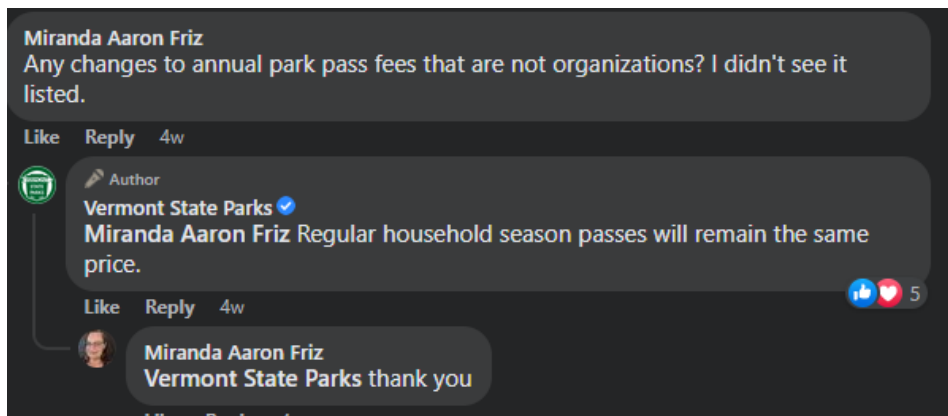 Miranda Aaron Friz
Any changes to annual park pass fees that are not organizations? I didn't see it
listed.
Like Reply 4w
Author
Vermont State Parks
Miranda Aaron Friz Regular household season passes will remain the same
price.
5
Like Reply 4w
Miranda Aaron Friz
Vermont State Parks thank you